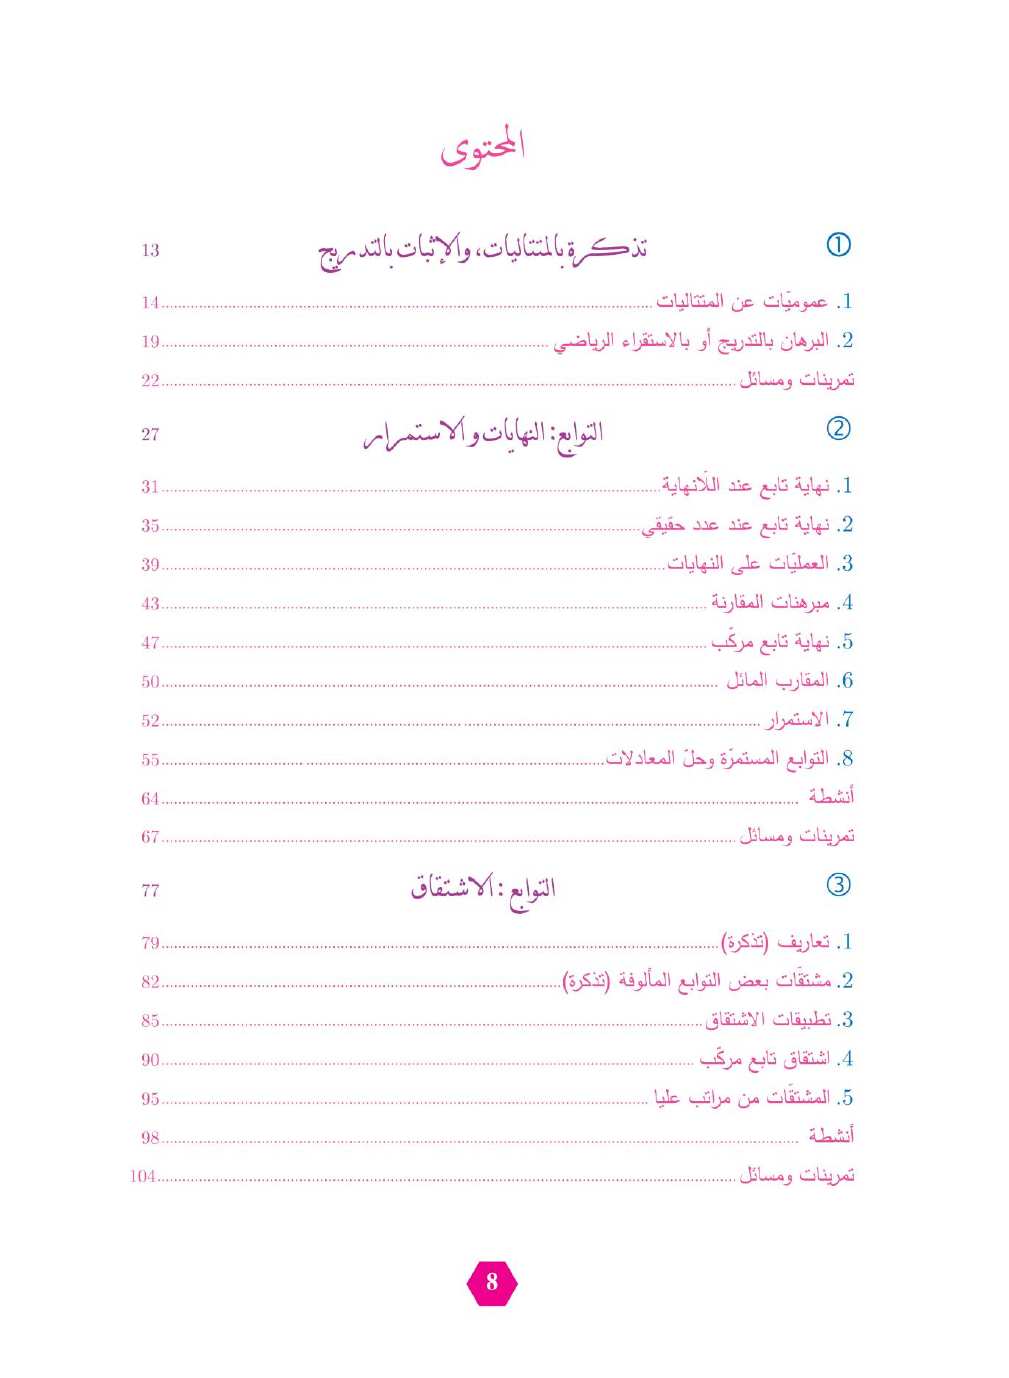 المحتوى
① تذكرة بالمتتاليات، والإثبات بالتدريج 13
1. عموميّات عن المتتاليات 14
2. البرهان بالتدريج أو بالاستقراء الرياضي 19
تمرينات ومسائل 22
② التوابع: النهايات والاستمرار 27
1. نهاية تابع عند اللّانهاية 31
2. نهاية تابع عند عدد حقيقي 35
3. العمليّات على النهايات 39
4. مبرهنات المقارنة 43
5. نهاية تابع مركّب 47
6. المقارب المائل 50
7. الاستمرار 52
8. التوابع المستمرّة وحلّ المعادلات 55
أنشطة 64
تمرينات ومسائل 67
③ التوابع: الاشتقاق 77
1. تعاريف (تذكرة) 79
2. مشتقّات بعض التوابع المألوفة (تذكرة) 82
3. تطبيقات الاشتقاق 85
4. اشتقاق تابع مركّب 90
5. المشتقّات من مراتب عليا 95
أنشطة 98
تمرينات ومسائل 104
8